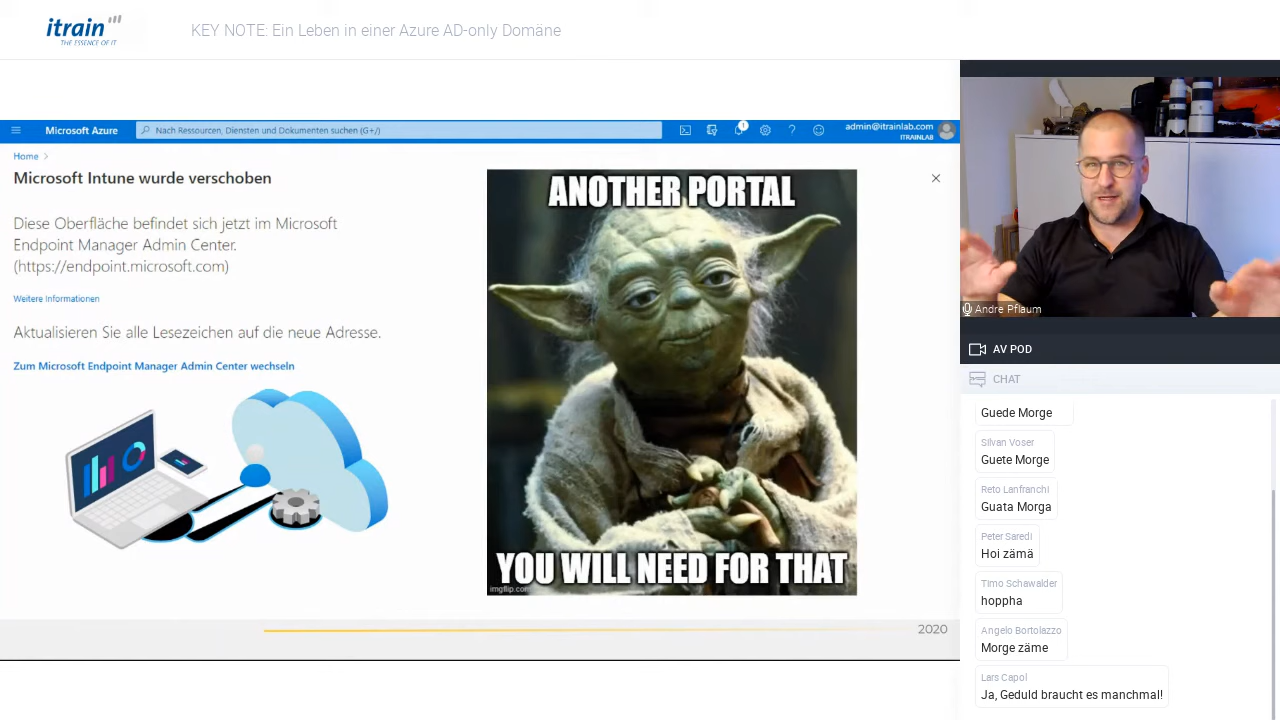 itrain
THE ESSENCE OF IT
KEY NOTE: Ein Leben in einer Azure AD-only Domäne
Microsoft Azure
Nach Ressourcen, Diensten und Dokumenten suchen (G+/)
1
?
admin@itrainlab.com
ITRAINLAB
Home
Microsoft Intune wurde verschoben
Diese Oberfläche befindet sich jetzt im Microsoft
Endpoint Manager Admin Center.
(https://endpoint.microsoft.com)
Weitere Informationen
Aktualisieren Sie alle Lesezeichen auf die neue Adresse.
Zum Microsoft Endpoint Manager Admin Center wechseln
ANOTHER PORTAL
YOU WILL NEED FOR THAT
imgflip.com
2020
Andre Pflaum
AV POD
CHAT
Guede Morge
Silvan Voser
Guete Morge
Reto Lanfranchi
Guata Morga
Peter Saredi
Hoi zämä
Timo Schawalder
hoppha
Angelo Bortolazzo
Morge zäme
Lars Capol
Ja, Geduld braucht es manchmal!